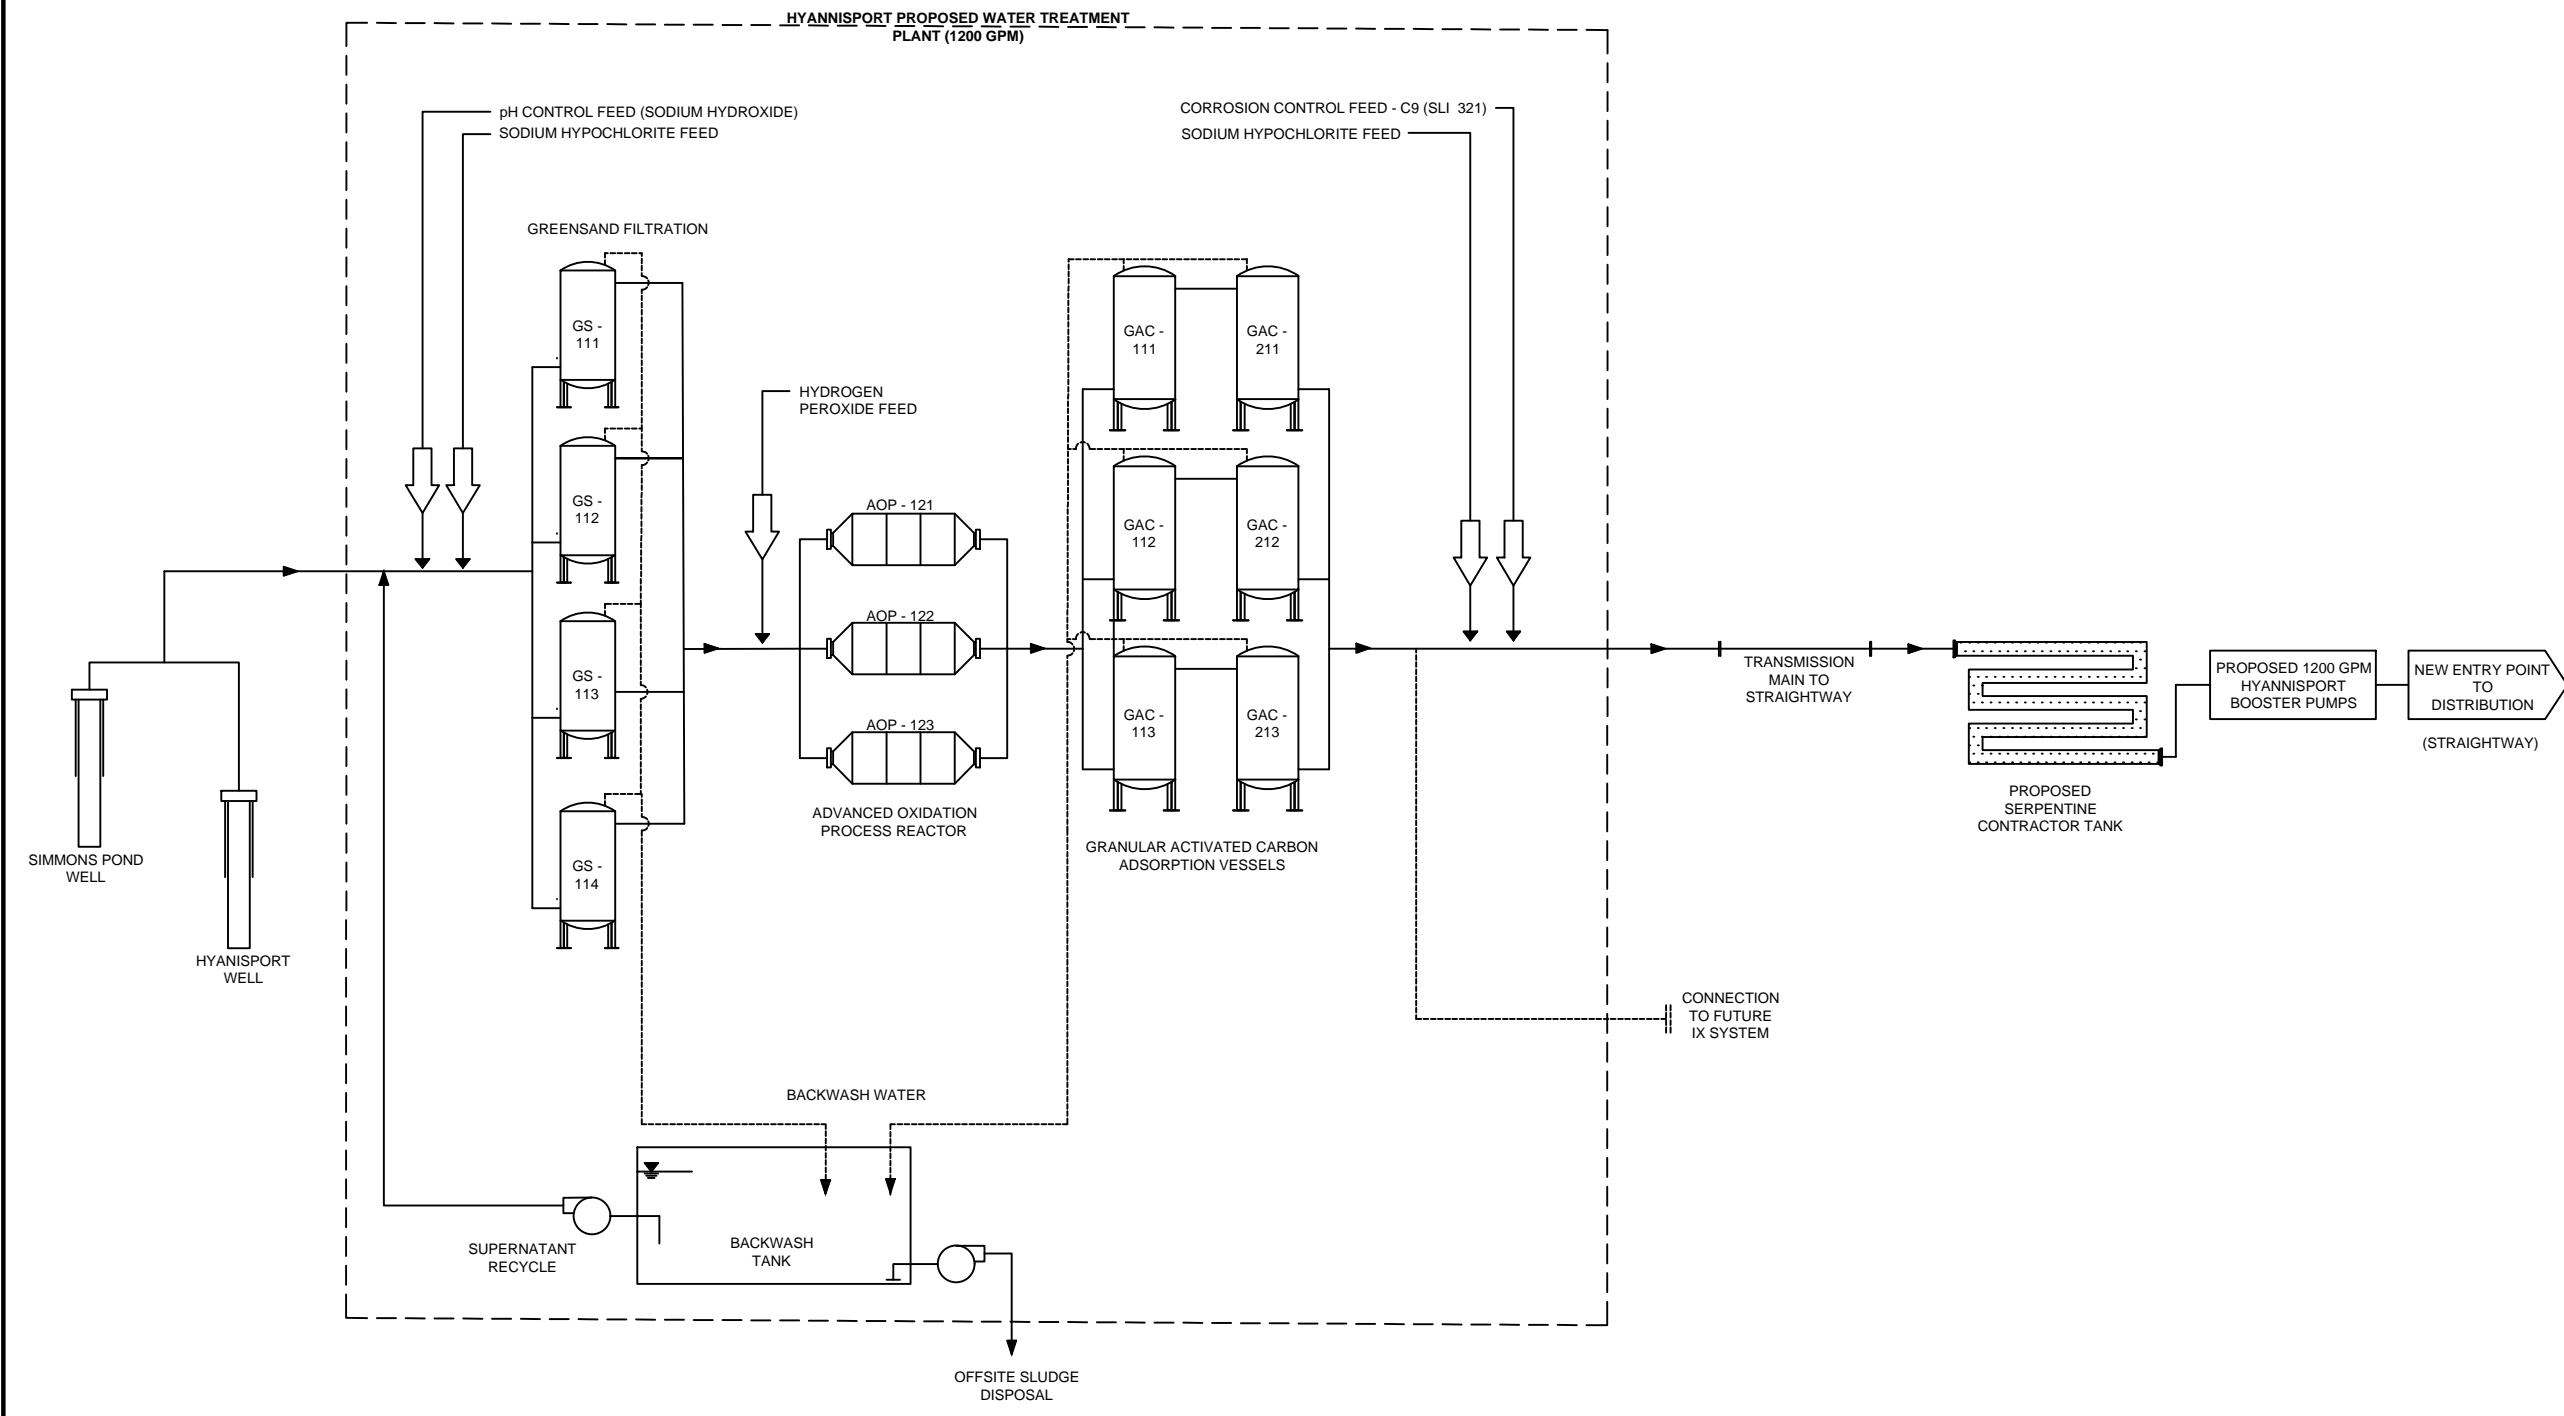 HYANNISPORT PROPOSED WATER TREATMENT
PLANT (1200 GPM)
pH CONTROL FEED (SODIUM HYDROXIDE)
SODIUM HYPOCHLORITE FEED
CORROSION CONTROL FEED - C9 (SLI 321)
SODIUM HYPOCHLORITE FEED
GREENSAND FILTRATION
GS -
111
GS -
112
GS -
113
GS -
114
HYDROGEN
PEROXIDE FEED
AOP - 121
AOP - 122
AOP - 123
ADVANCED OXIDATION
PROCESS REACTOR
GAC -
111
GAC -
211
GAC -
112
GAC -
212
GAC -
113
GAC -
213
GRANULAR ACTIVATED CARBON
ADSORPTION VESSELS
SIMMONS POND
WELL
HYANISPORT
WELL
TRANSMISSION
MAIN TO
STRAIGHTWAY
PROPOSED
SERPENTINE
CONTRACTOR TANK
PROPOSED 1200 GPM
HYANNISPORT
BOOSTER PUMPS
NEW ENTRY POINT
TO
DISTRIBUTION
(STRAIGHTWAY)
CONNECTION
TO FUTURE
IX SYSTEM
BACKWASH WATER
SUPERNATANT
RECYCLE
BACKWASH
TANK
OFFSITE SLUDGE
DISPOSAL